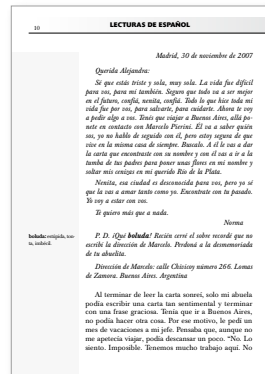 10
LECTURAS DE ESPAÑOL
Madrid, 30 de noviembre de 2007
Querida Alejandra:
Sé que estás triste y sola, muy sola. La vida fue difícil
para vos, para mí también. Seguro que todo va a ser mejor
en el futuro, confiá, nenita, confiá. Todo lo que hice toda mi
vida fue por vos, para salvarte, para cuidarte. Ahora te voy
a pedir algo a vos. Tenés que viajar a Buenos Aires, allá po-
nete en contacto con Marcelo Pierini. Él va a saber quién
sos, yo no hablo de seguido con él, pero estoy segura de que
vive en la misma casa de siempre. Buscalo. A él le vas a dar
la carta que encontraste con su nombre y con él vas a ir a la
tumba de tus padres para poner unas flores en mi nombre y
soltar mis cenizas en mi querido Río de la Plata.
Nenita, esa ciudad es desconocida para vos, pero yo sé
que la vas a amar tanto como yo. Encontrate con tu pasado.
Yo voy a estar con vos.
Te quiero más que a nada.
Norma
P. D. ¡Qué boluda! Recién cerré el sobre recordé que no
escribí la dirección de Marcelo. Perdoná a la desmemoriada
de tu abuelita.
boluda: estúpida, ton-
ta, imbécil.
Dirección de Marcelo: calle Chivicoy número 266. Lomas
de Zamora. Buenos Aires. Argentina
Al terminar de leer la carta sonreí, solo mi abuela
podía escribir una carta tan sentimental y terminar
con una frase graciosa. Tenía que ir a Buenos Aires,
no podía hacer otra cosa. Por ese motivo, le pedí un
mes de vacaciones a mi jefe. Pensaba que, aunque no
me apetecía viajar, podía descansar un poco. "No. Lo
siento. Imposible. Tenemos mucho trabajo aquí. No